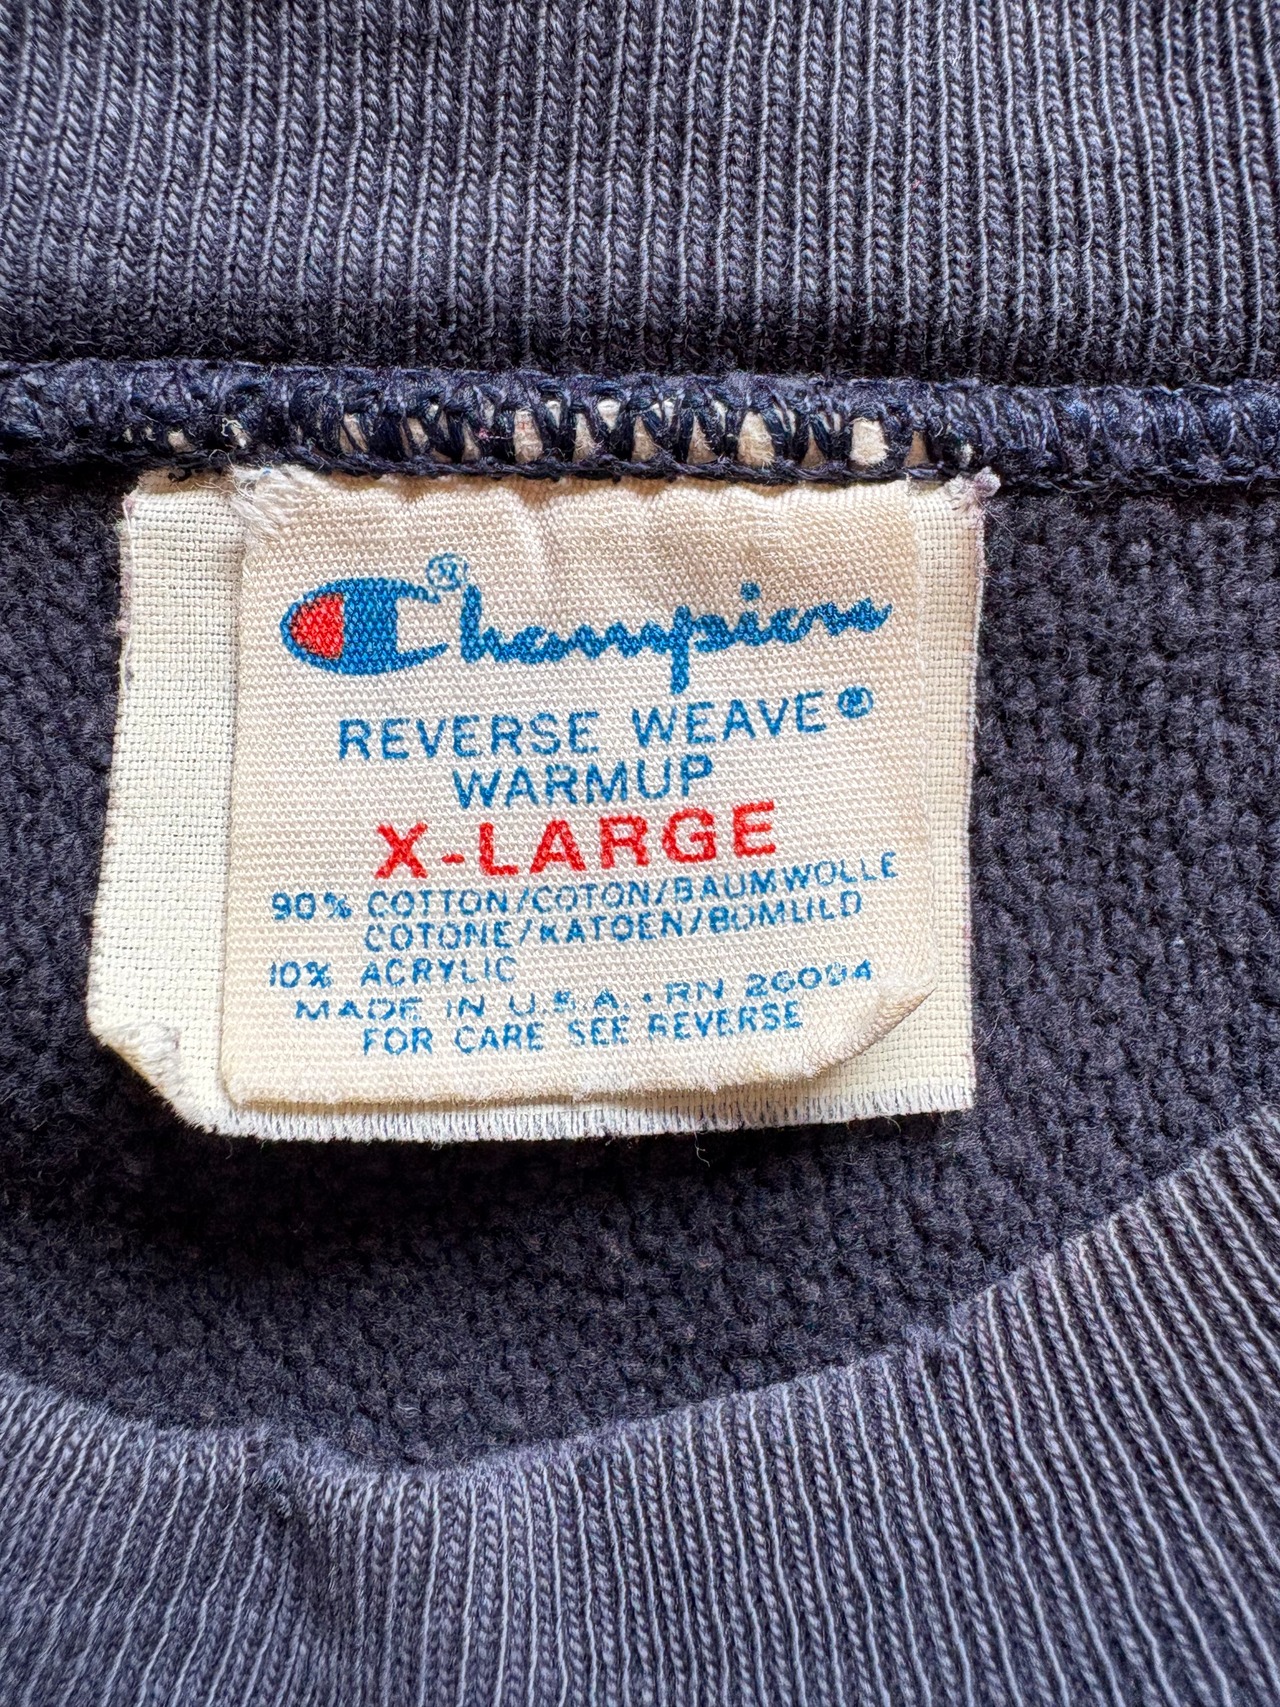 Champion®
REVERSE WEAVE®
WARMUP
X-LARGE
90% COTTON/COTON/BAUMWOLLE
COTONE/KATOEN/BOMULD
10% ACRYLIC
MADE IN U.S.A. · RN 26094
FOR CARE SEE REVERSE